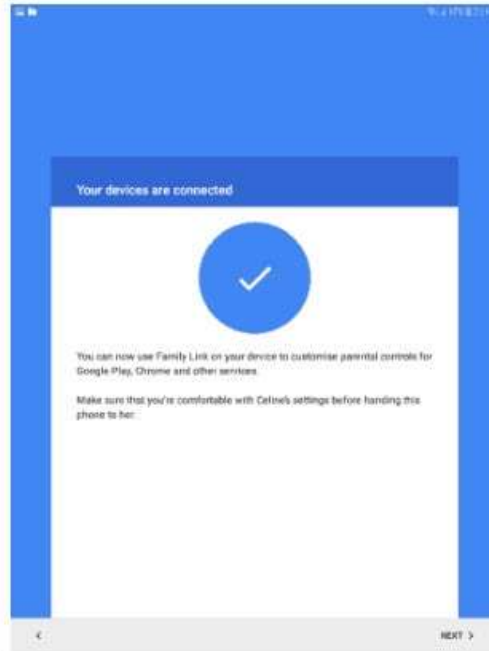 Your devices are connected
You can now use Family Link on your device to customise parental controls for
Google Play, Chrome and other services.
Make sure that you're comfortable with Celine's settings before handing this
phone to her.
NEXT